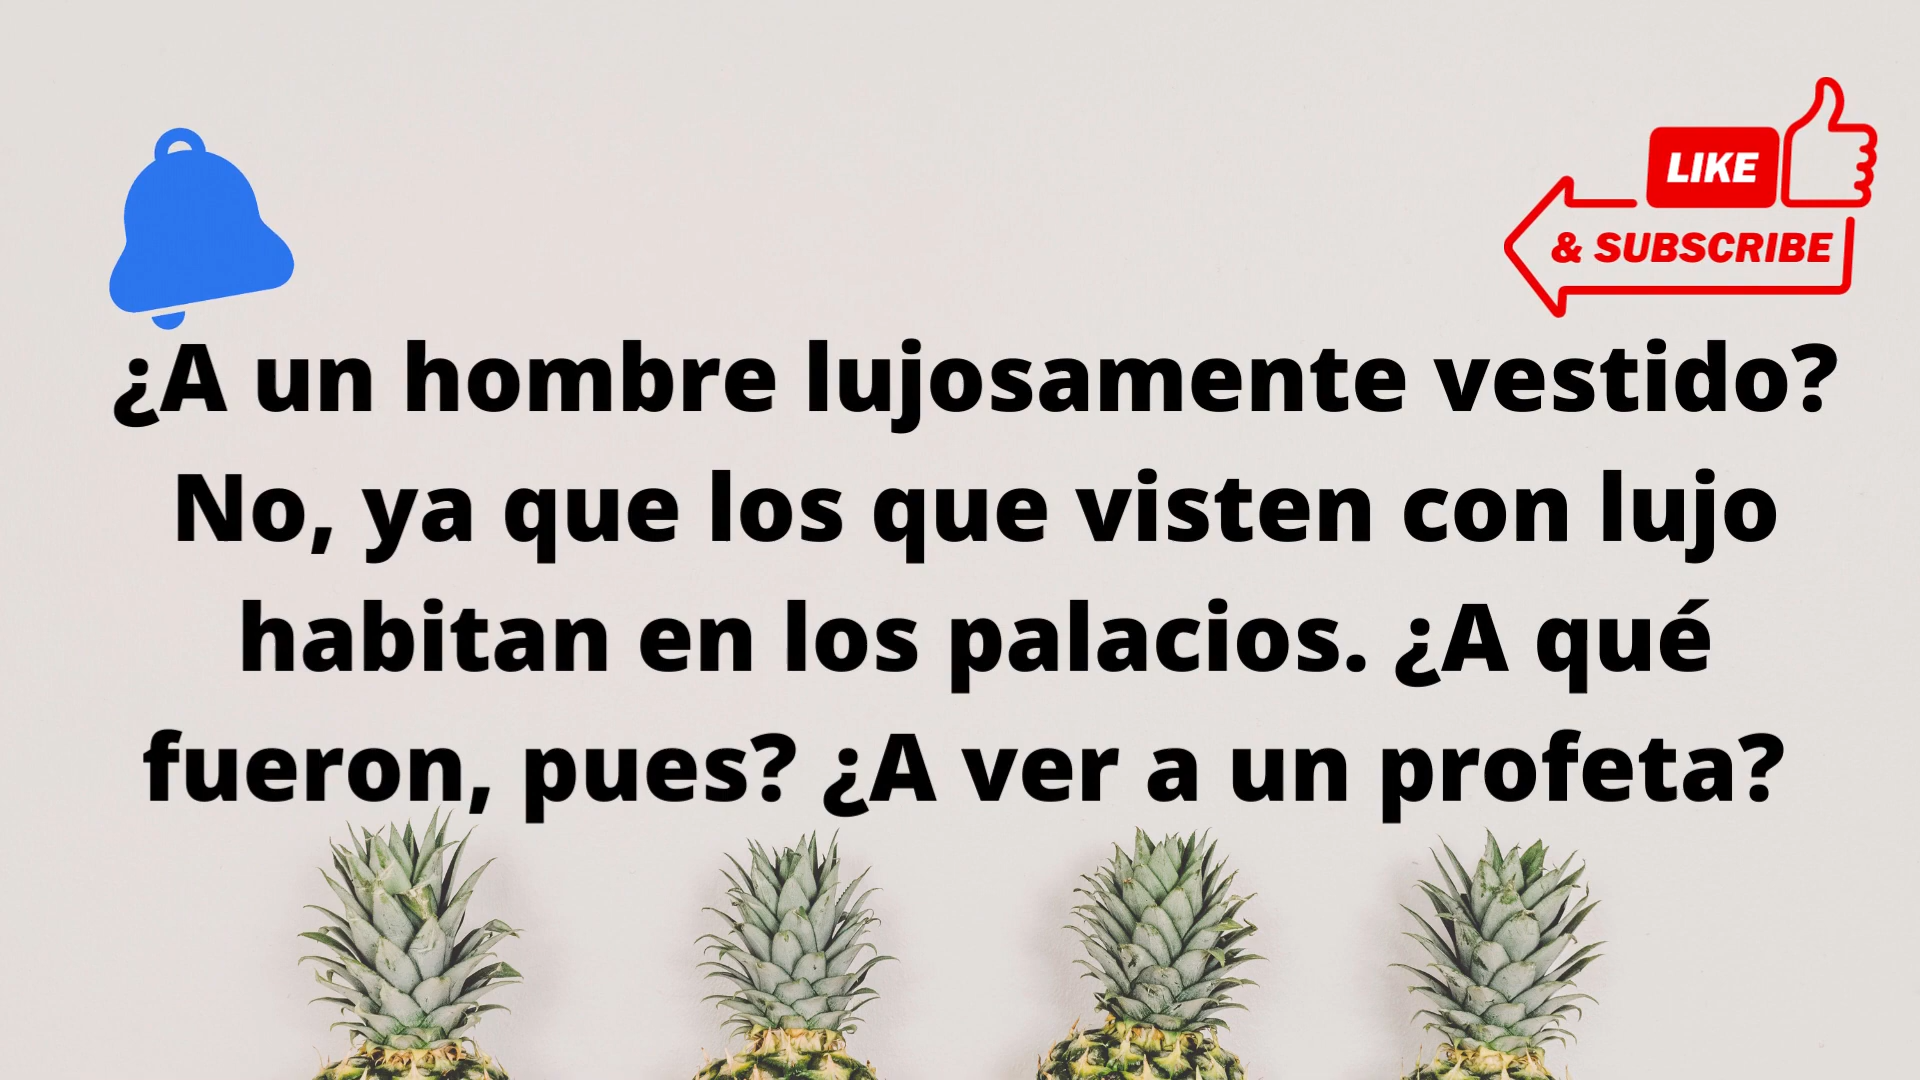 LIKE
& SUBSCRIBE
¿A un hombre lujosamente vestido?
No, ya que los que visten con lujo
habitan en los palacios. ¿A qué
fueron, pues? ¿A ver a un profeta?